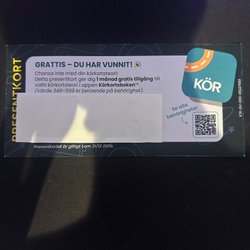 PRESENTKORT
GRATTIS – DU HAR VUNNIT! 🎉
Chansa inte med din körkortsteori!
Detta presentkort ger dig 1 månad gratis tillgång till
valfri körkortsteori i appen Körkortsboken™
(Värde 349–599 kr beroende på behörighet).
KÖR
Se alla
behörigheter
Presentkortet är giltigt t.o.m 31/12 2026.